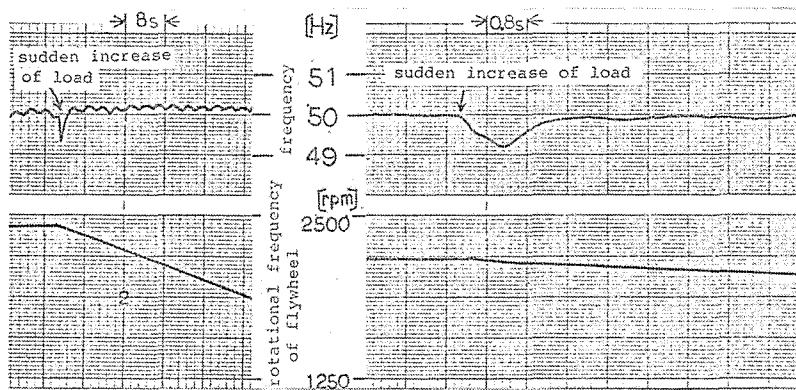 8s
[Hz]
0.8s
sudden increase
of load
51
sudden increase of load
50
49
frequency
[rpm]
2500
rotational frequency
of flywheel
2
1250